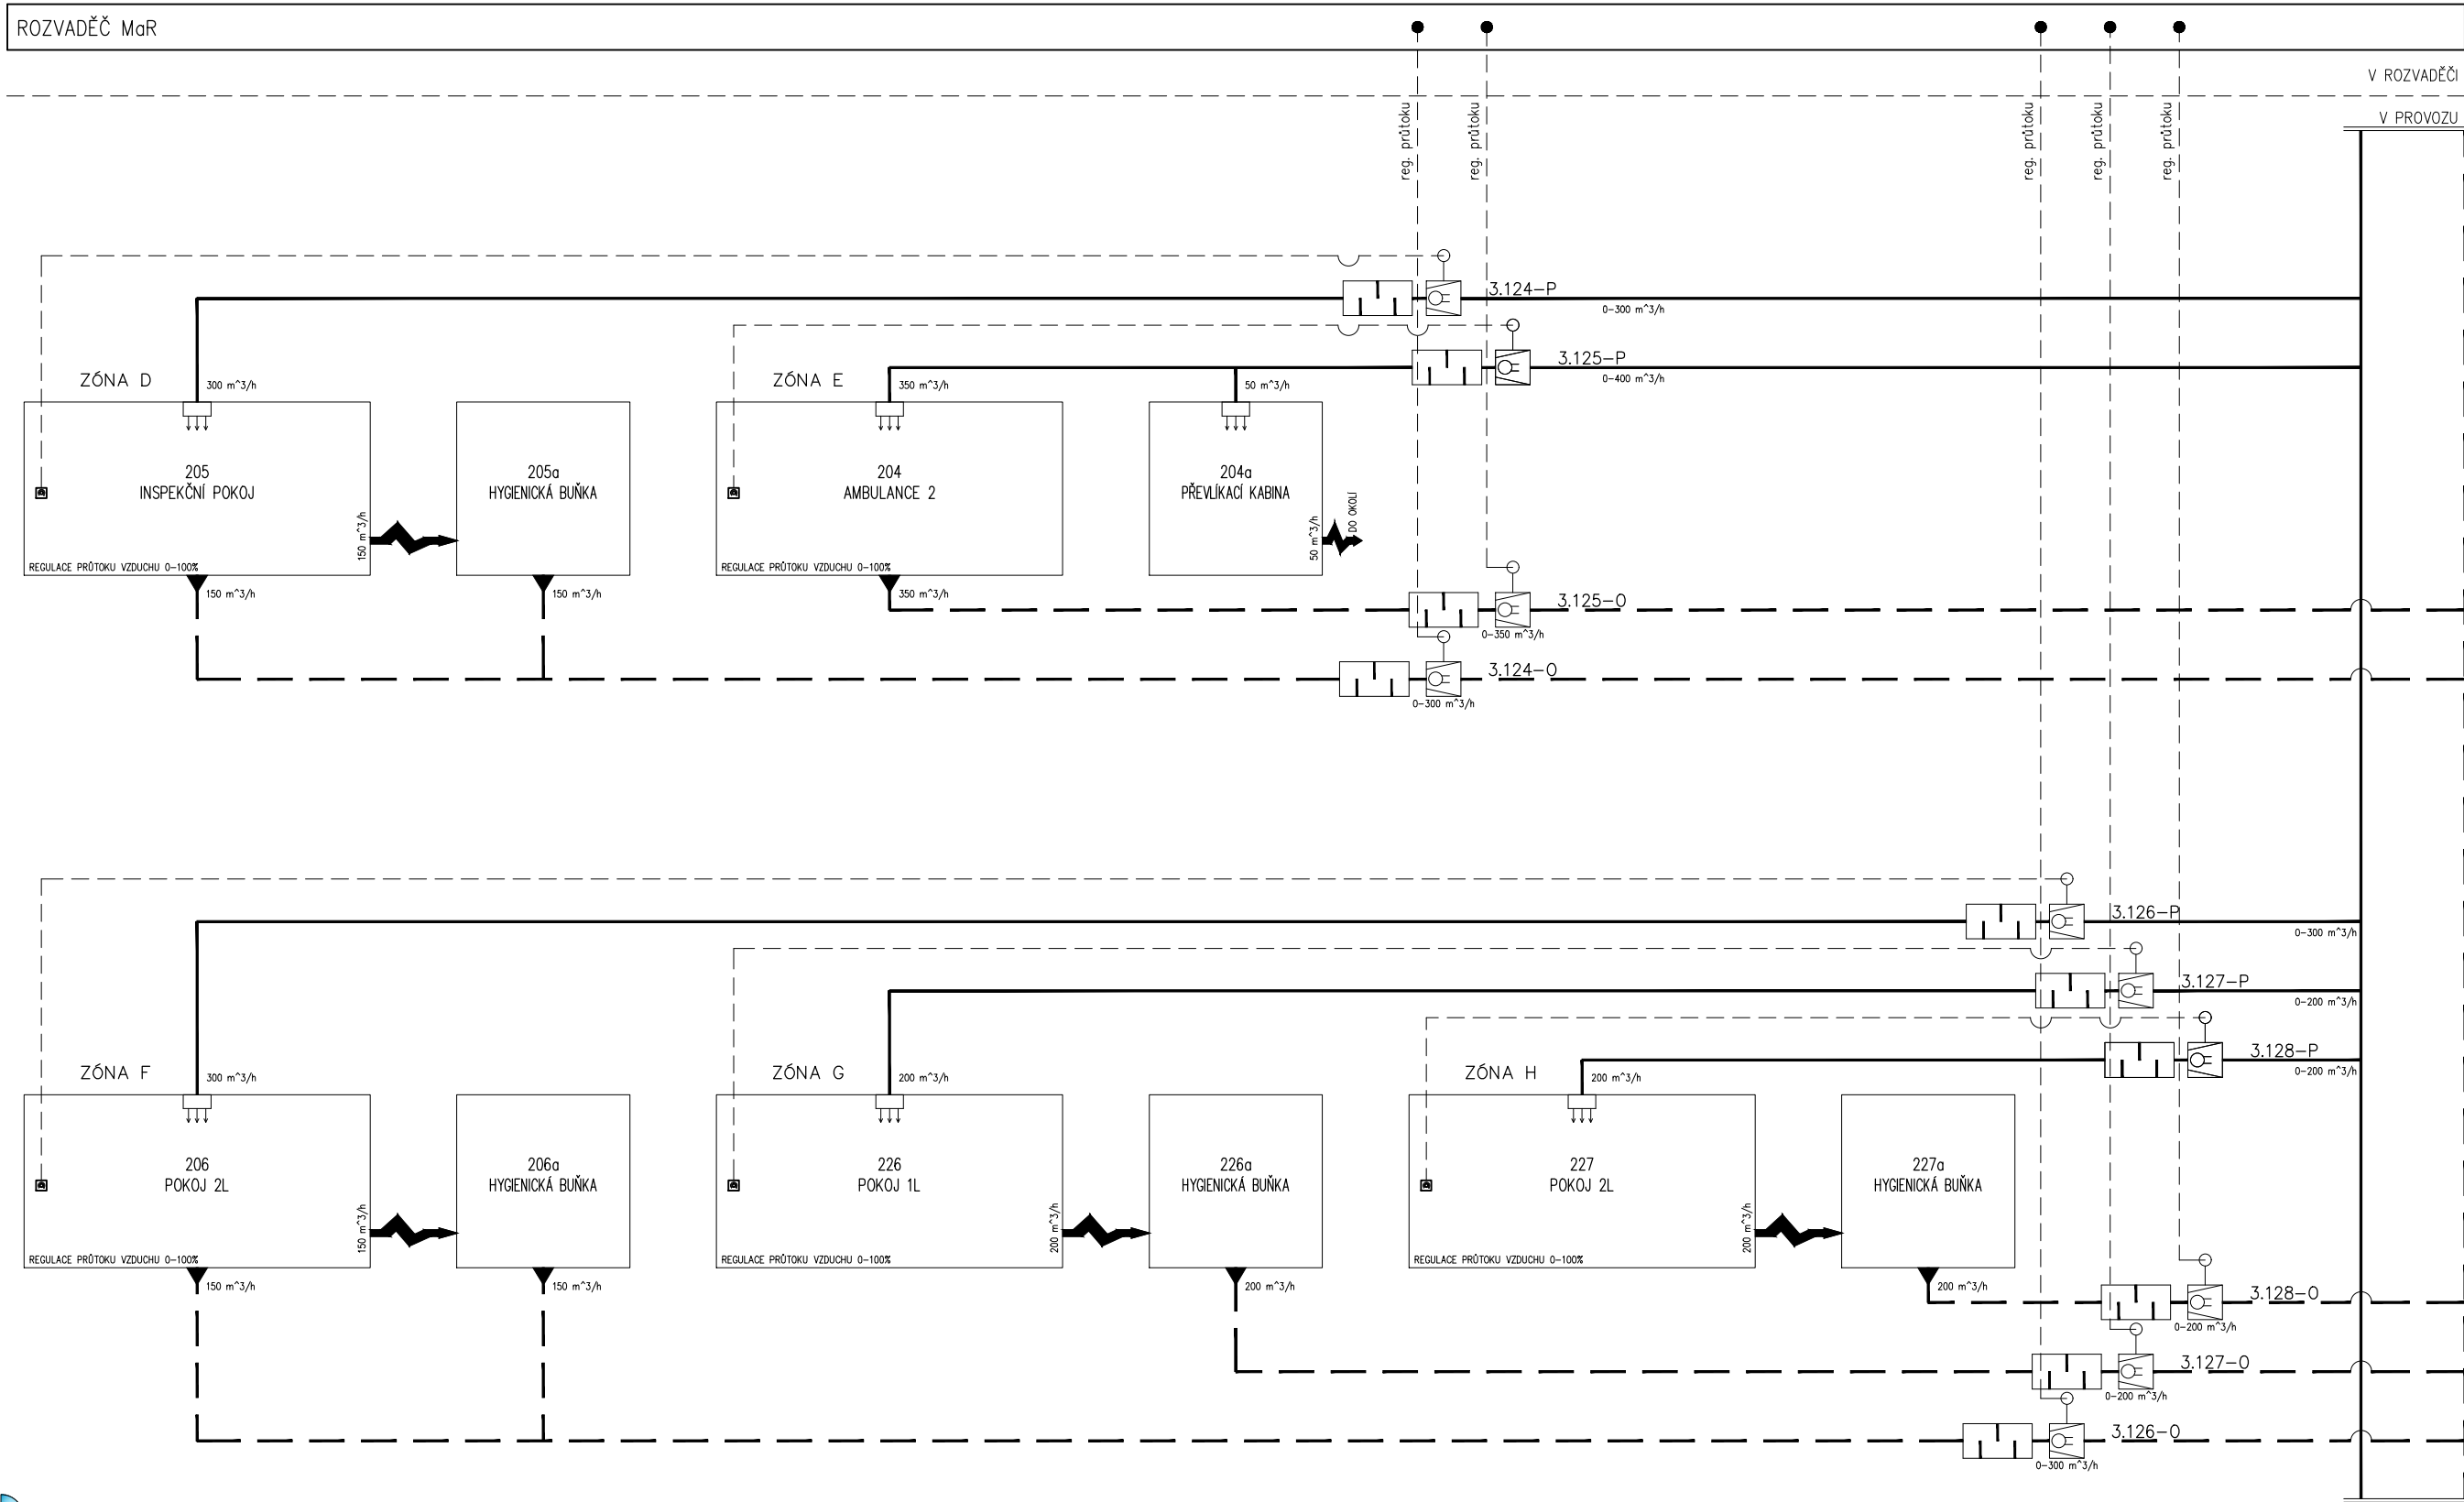 ROZVADĚČ MaR
V ROZVADĚČI
V PROVOZU
reg. průtoku
reg. průtoku
reg. průtoku
reg. průtoku
reg. průtoku
3.124-P
0-300 m^3/h
3.125-P
0-400 m^3/h
ZÓNA D
300 m^3/h
ZÓNA E
350 m^3/h
50 m^3/h
205
INSPEKČNÍ POKOJ
150 m^3/h
REGULACE PRŮTOKU VZDUCHU 0-100%
150 m^3/h
205a
HYGIENICKÁ BUŇKA
150 m^3/h
204
AMBULANCE 2
REGULACE PRŮTOKU VZDUCHU 0-100%
350 m^3/h
204a
PŘEVLÍKACÍ KABINA
50 m^3/h
DO OKOLÍ
3.125-O
0-350 m^3/h
3.124-O
0-300 m^3/h
3.126-P
0-300 m^3/h
3.127-P
0-200 m^3/h
3.128-P
0-200 m^3/h
ZÓNA F
300 m^3/h
ZÓNA G
200 m^3/h
ZÓNA H
200 m^3/h
206
POKOJ 2L
150 m^3/h
REGULACE PRŮTOKU VZDUCHU 0-100%
150 m^3/h
206a
HYGIENICKÁ BUŇKA
150 m^3/h
226
POKOJ 1L
200 m^3/h
REGULACE PRŮTOKU VZDUCHU 0-100%
226a
HYGIENICKÁ BUŇKA
200 m^3/h
227
POKOJ 2L
200 m^3/h
REGULACE PRŮTOKU VZDUCHU 0-100%
227a
HYGIENICKÁ BUŇKA
200 m^3/h
3.128-O
0-200 m^3/h
3.127-O
0-200 m^3/h
3.126-O
0-300 m^3/h